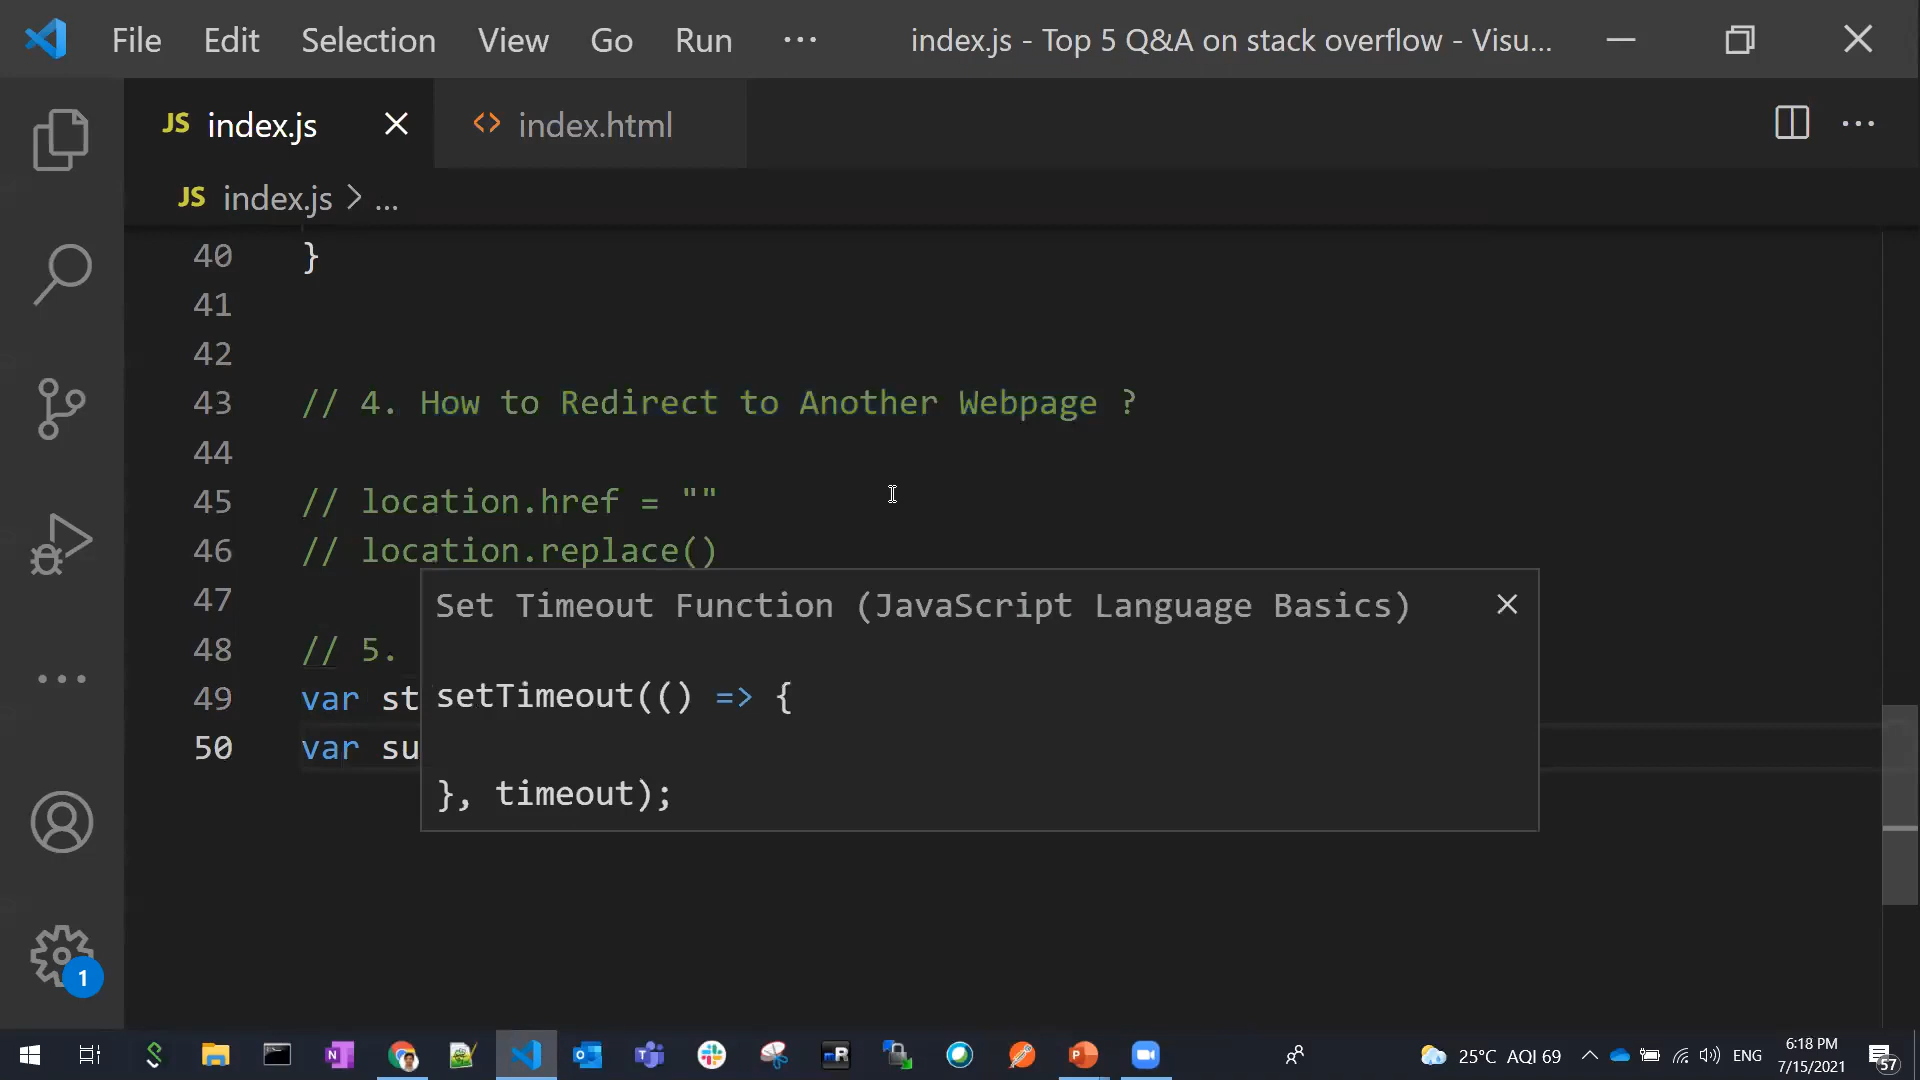 File Edit Selection View Go Run ··· index.js - Top 5 Q&A on stack overflow - Visu...
JS index.js index.html
JS index.js > ...
40 }
41
42
43 // 4. How to Redirect to Another Webpage ?
44
45 // location.href = ""
46 // location.replace()
47
48 // 5.
49 var st
50 var su
Set Timeout Function (JavaScript Language Basics)
setTimeout(() => {
}, timeout);
1
25°C AQI 69 ENG 6:18 PM
7/15/2021
57